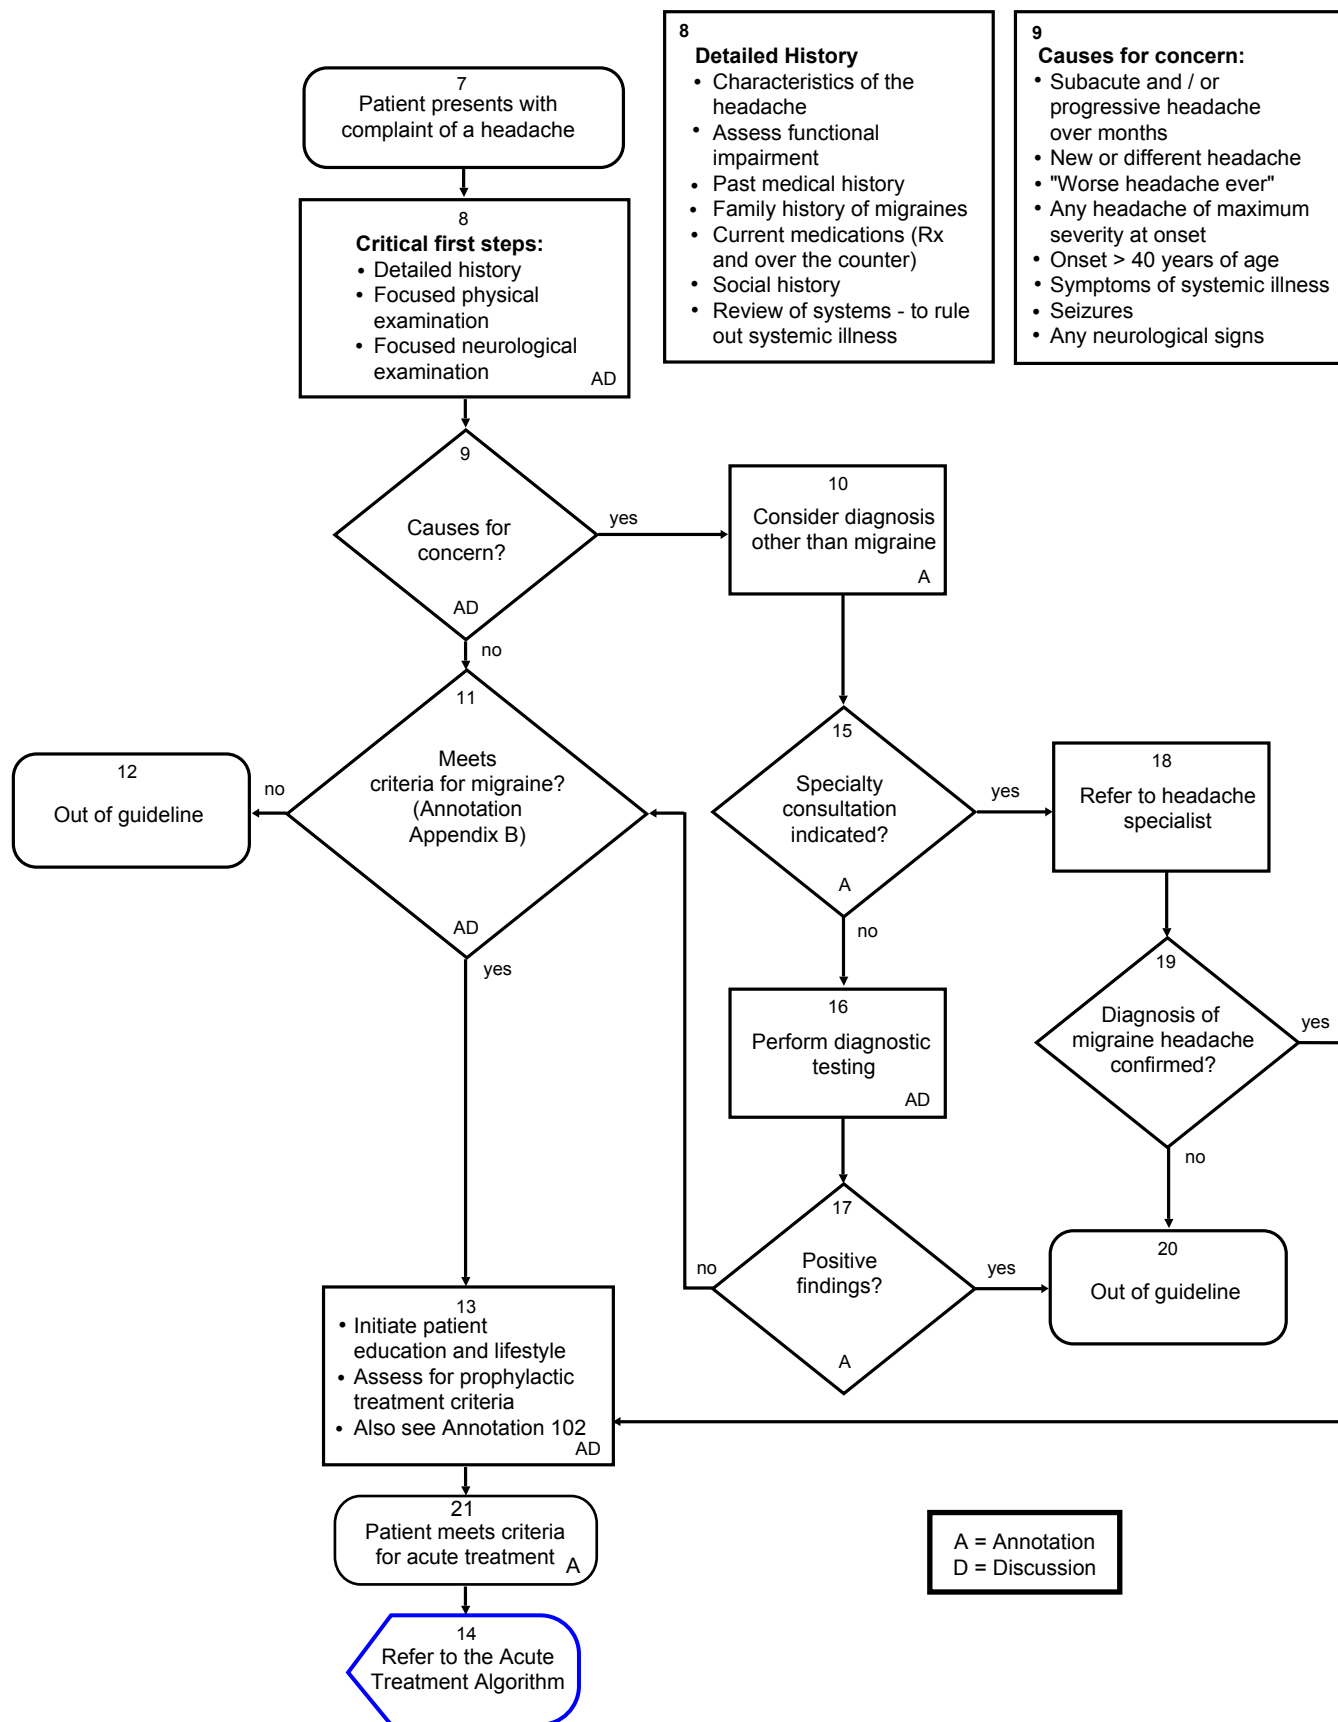 7
Patient presents with
complaint of a headache
8
Detailed History
• Characteristics of the
headache
• Assess functional
impairment
• Past medical history
• Family history of migraines
• Current medications (Rx
and over the counter)
• Social history
• Review of systems - to rule
out systemic illness
9
Causes for concern:
• Subacute and / or
progressive headache
over months
• New or different headache
• "Worse headache ever"
• Any headache of maximum
severity at onset
• Onset > 40 years of age
• Symptoms of systemic illness
• Seizures
• Any neurological signs
8
Critical first steps:
• Detailed history
• Focused physical
examination
• Focused neurological
examination
AD
9
Causes for
concern?
AD
yes
no
10
Consider diagnosis
other than migraine
A
11
Meets
criteria for migraine?
(Annotation
Appendix B)
AD
no
yes
12
Out of guideline
15
Specialty
consultation
indicated?
A
yes
no
18
Refer to headache
specialist
16
Perform diagnostic
testing
AD
19
Diagnosis of
migraine headache
confirmed?
yes
no
17
Positive
findings?
A
no
yes
20
Out of guideline
13
• Initiate patient
education and lifestyle
• Assess for prophylactic
treatment criteria
• Also see Annotation 102
AD
21
Patient meets criteria
for acute treatment
A
14
Refer to the Acute
Treatment Algorithm
A = Annotation
D = Discussion